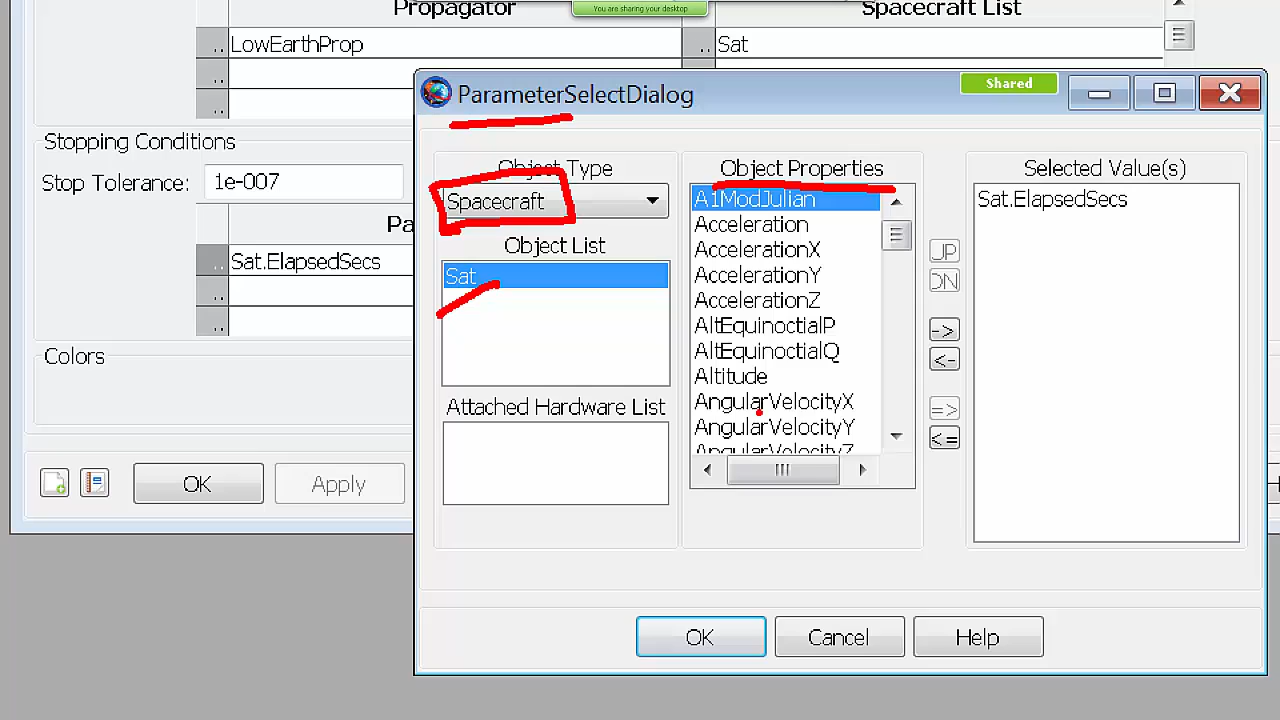 Propagator
Spacecraft List
You are sharing your desktop
.. LowEarthProp
.. Sat
..
..
Stopping Conditions
Stop Tolerance: 1e-007
Pa
.. Sat.ElapsedSecs
..
..
Colors
OK
Apply
ParameterSelectDialog
Shared
Object Type
Spacecraft
Object List
Sat
Attached Hardware List
Object Properties
A1ModJulian
Acceleration
AccelerationX
AccelerationY
AccelerationZ
AltEquinoctialP
AltEquinoctialQ
Altitude
AngularVelocityX
AngularVelocityY
AngularVelocityZ
UP
DN
->
<-
=>
<=
Selected Value(s)
Sat.ElapsedSecs
OK
Cancel
Help